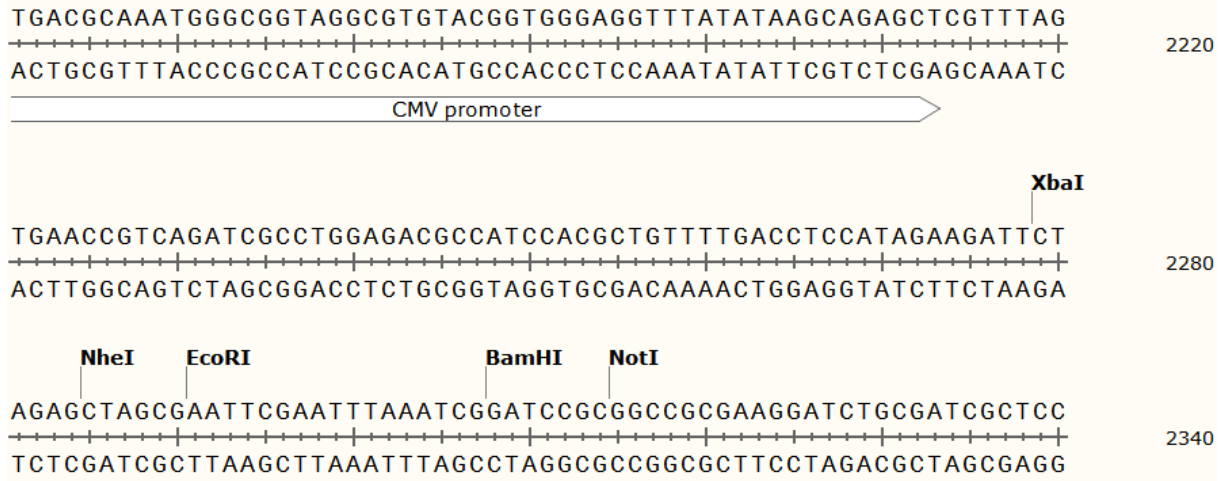 TGACGCAAATGGGCGGTAGGCGTGTACGGTGGGAGGTTTATATAAGCAGAGCTCGTTTAG
2220
ACTGCGTTTACCCGCCATCCGCACATGCCACCCTCCAAATATATTCGTCTCGAGCAAATC
CMV promoter
XbaI
TGAACCGTCAGATCGCCTGGAGACGCCATCCACGCTGTTTTGACCTCCATAGAAGATTCT
2280
ACTTGGCAGTCTAGCGGACCTCTGCGGTAGGTGCGACAAAACTGGAGGTATCTTCTAAGA
NheI EcoRI BamHI NotI
AGAGCTAGCGAATTCGAATTTAAATCGGATCCGCGGCCGCGAAGGATCTGCGATCGCTCC
2340
TCTCGATCGCTTAAGCTTAAATTTAGCCTAGGCGCCGGCGCTTCCTAGACGCTAGCGAGG